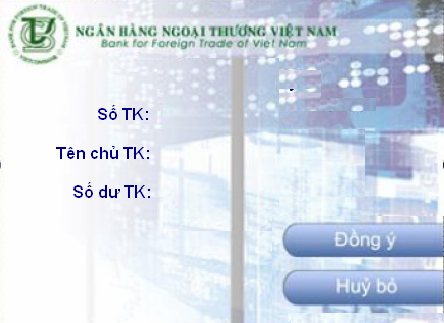 NGÂN HÀNG NGOẠI THƯƠNG VIỆT NAM
Bank for Foreign Trade of Viet Nam
Số TK:
Tên chủ TK:
Số dư TK:
Đồng ý
Huỷ bỏ